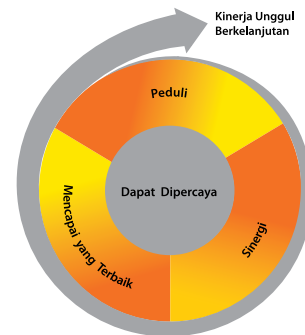 Kinerja Unggul
Berkelanjutan
Peduli
Dapat Dipercaya
Sinergi
Mencapai yang Terbaik